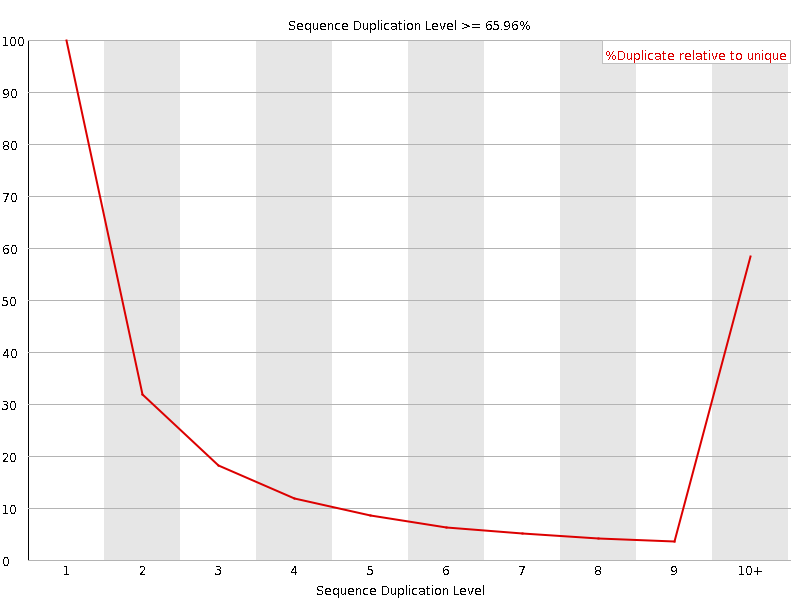 Sequence Duplication Level >= 65.96%
%Duplicate relative to unique
100
90
80
70
60
50
40
30
20
10
0
1 2 3 4 5 6 7 8 9 10+
Sequence Duplication Level